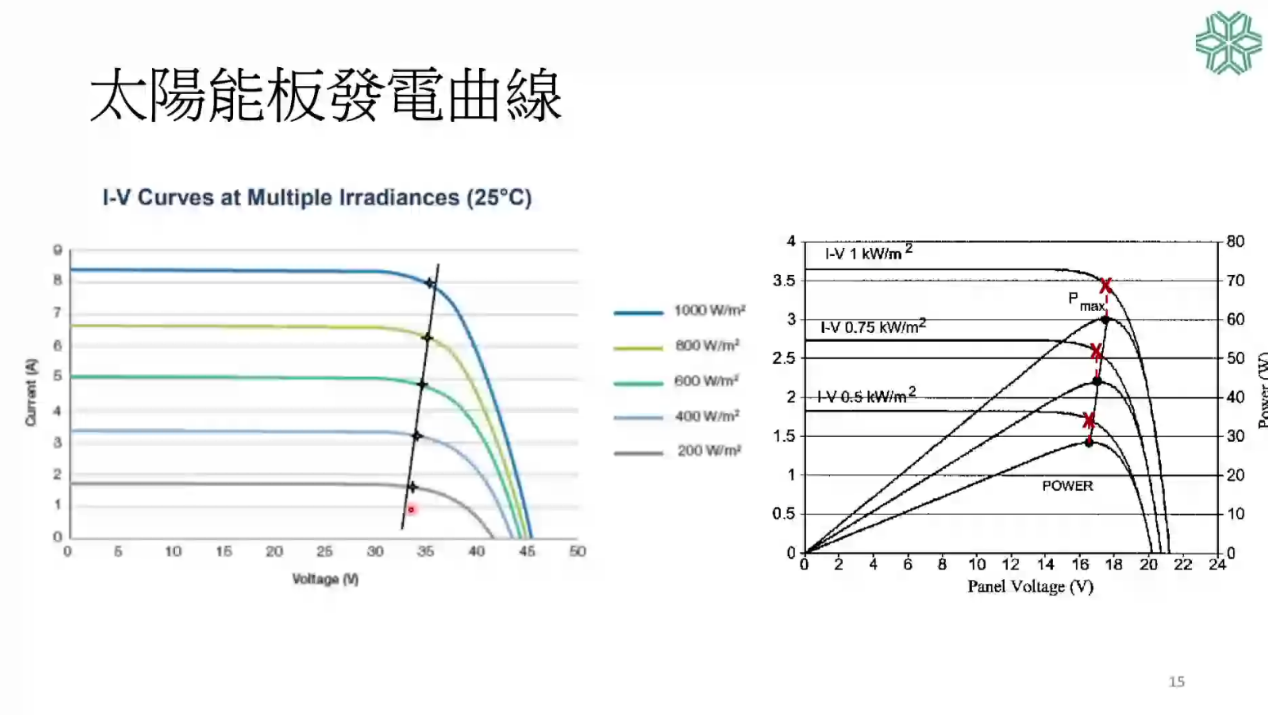 太陽能板發電曲線
I-V Curves at Multiple Irradiances (25°C)
Current (A)
9
8
7
6
5
4
3
2
1
0
0 5 10 15 20 25 30 35 40 45 50
Voltage (V)
1000 W/m²
800 W/m²
600 W/m²
400 W/m²
200 W/m²
4
3.5
3
2.5
2
1.5
1
0.5
0
I-V 1 kW/m²
Pmax
I-V 0.75 kW/m²
I-V 0.5 kW/m²
POWER
80
70
60
50
40
30
20
10
0
Power (W)
0 2 4 6 8 10 12 14 16 18 20 22 24
Panel Voltage (V)
15